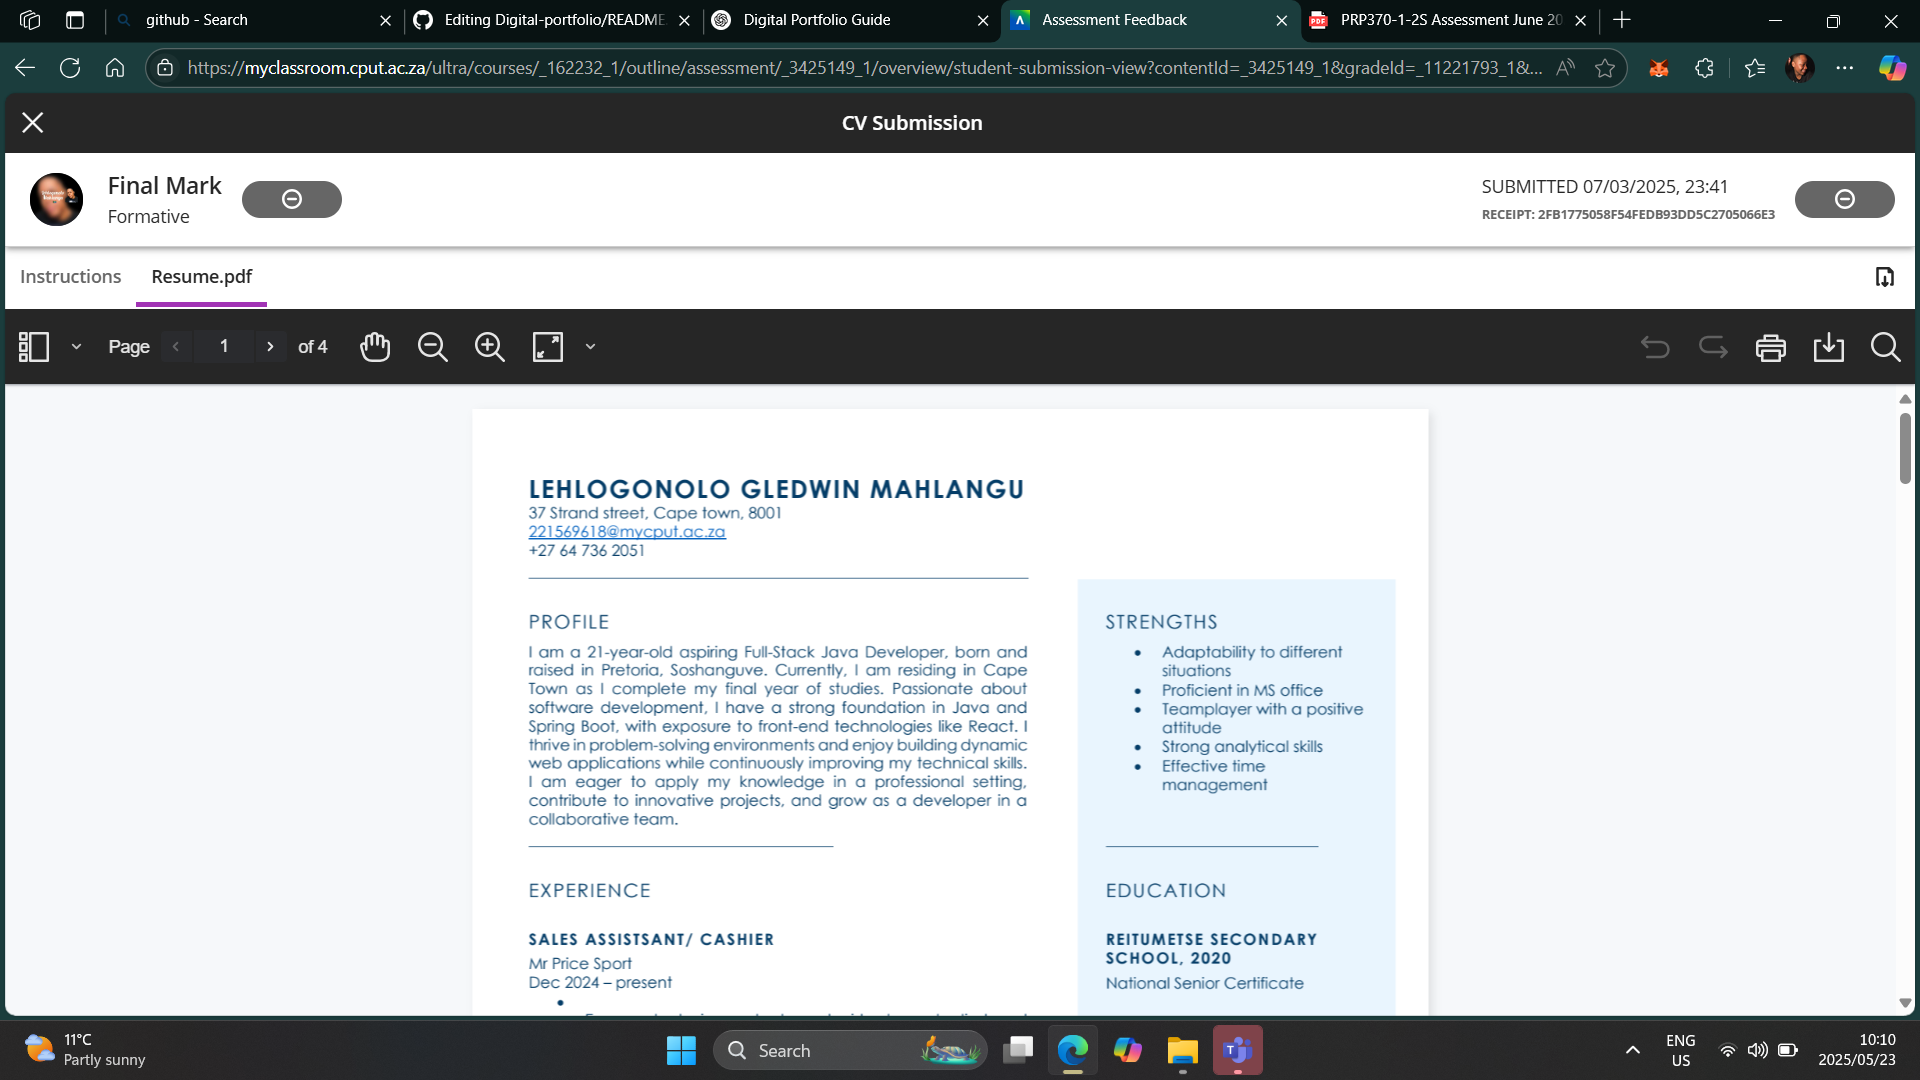 github - Search
Editing Digital-portfolio/README
Digital Portfolio Guide
Assessment Feedback
PRP370-1-2S Assessment June 20
https://myclassroom.cput.ac.za/ultra/courses/_162232_1/outline/assessment/_3425149_1/overview/student-submission-view?contentId=_3425149_1&gradeId=_11221793_1&...
CV Submission
Final Mark
Formative
SUBMITTED 07/03/2025, 23:41
RECEIPT: 2FB1775058F54FEDB93DD5C2705066E3
Instructions
Resume.pdf
Page 1 of 4
LEHLOGONOLO GLEDWIN MAHLANGU
37 Strand street, Cape town, 8001
221569618@mycput.ac.za
+27 64 736 2051
PROFILE
I am a 21-year-old aspiring Full-Stack Java Developer, born and
raised in Pretoria, Soshanguve. Currently, I am residing in Cape
Town as I complete my final year of studies. Passionate about
software development, I have a strong foundation in Java and
Spring Boot, with exposure to front-end technologies like React. I
thrive in problem-solving environments and enjoy building dynamic
web applications while continuously improving my technical skills.
I am eager to apply my knowledge in a professional setting,
contribute to innovative projects, and grow as a developer in a
collaborative team.
STRENGTHS
• Adaptability to different
situations
• Proficient in MS office
• Teamplayer with a positive
attitude
• Strong analytical skills
• Effective time
management
EXPERIENCE
SALES ASSISTSANT/ CASHIER
Mr Price Sport
Dec 2024 – present
•
EDUCATION
REITUMETSE SECONDARY
SCHOOL, 2020
National Senior Certificate
11°C
Partly sunny
Search
ENG
US
10:10
2025/05/23